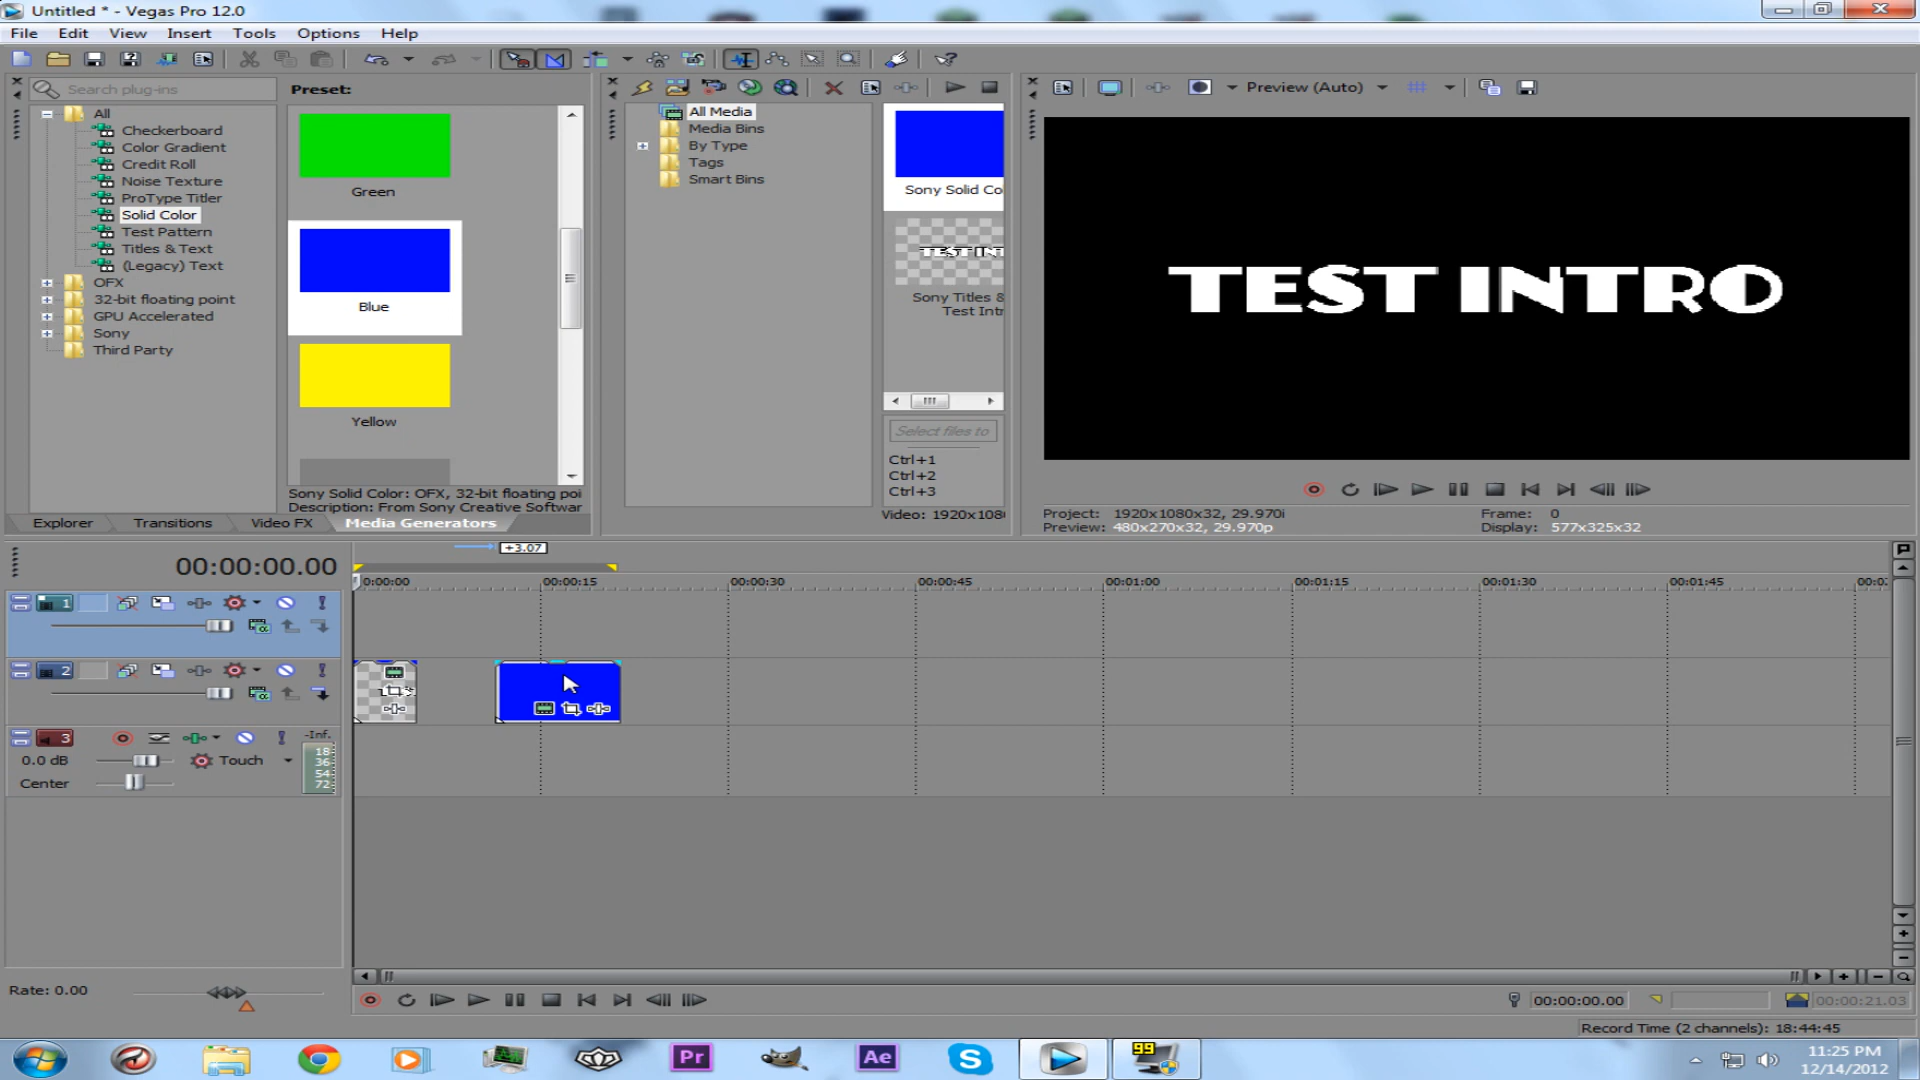 Untitled * - Vegas Pro 12.0
File Edit View Insert Tools Options Help
Search plug-ins
Preset:
Preview (Auto)
All
Checkerboard
Color Gradient
Credit Roll
Noise Texture
ProType Titler
Solid Color
Test Pattern
Titles & Text
(Legacy) Text
OFX
32-bit floating point
GPU Accelerated
Sony
Third Party
Green
Blue
Yellow
Sony Solid Color: OFX, 32-bit floating poi
Description: From Sony Creative Softwar
Explorer Transitions Video FX Media Generators
All Media
Media Bins
By Type
Tags
Smart Bins
Sony Solid Co
TEST INT
Sony Titles &
Test Intr
Select files to
Ctrl+1
Ctrl+2
Ctrl+3
Video: 1920x108
TEST INTRO
Project: 1920x1080x32, 29.970i
Frame: 0
Preview: 480x270x32, 29.970p
Display: 577x325x32
+3.07
00:00:00.00
0:00:00 00:00:15 00:00:30 00:00:45 00:01:00 00:01:15 00:01:30 00:01:45 00:0
1
2
3
-Inf.
0.0 dB
Touch
Center
18
36
54
72
Rate: 0.00
00:00:00.00
00:00:21.03
Record Time (2 channels): 18:44:45
Pr
Ae
S
99
11:25 PM
12/14/2012